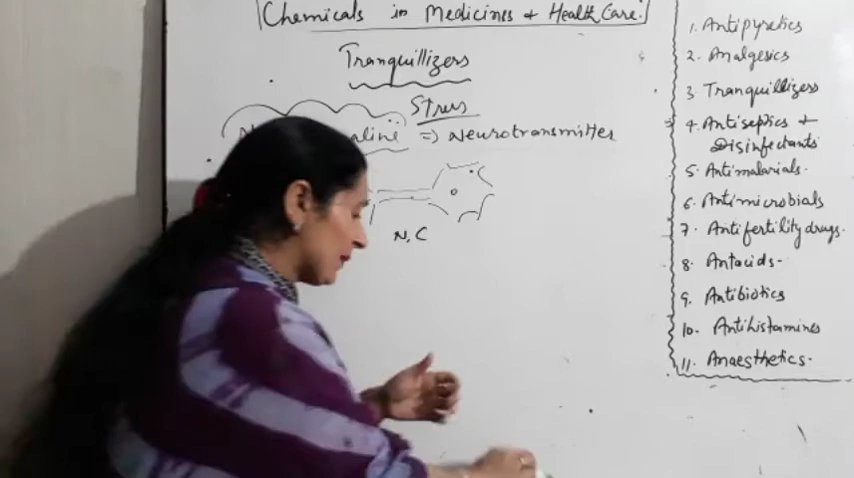 Chemicals in Medicines & Health Care.
Tranquillizers
Stress
N aline => Neurotransmitter
N, C
1. Antipyretics
2. Analgesics
3 Tranquillizers
4. Antiseptics & Disinfectants
5. Antimalarials.
6. Antimicrobials
7. Antifertility drugs.
8. Antacids-
9. Antibiotics
10. Antihistamines
11. Anaesthetics.